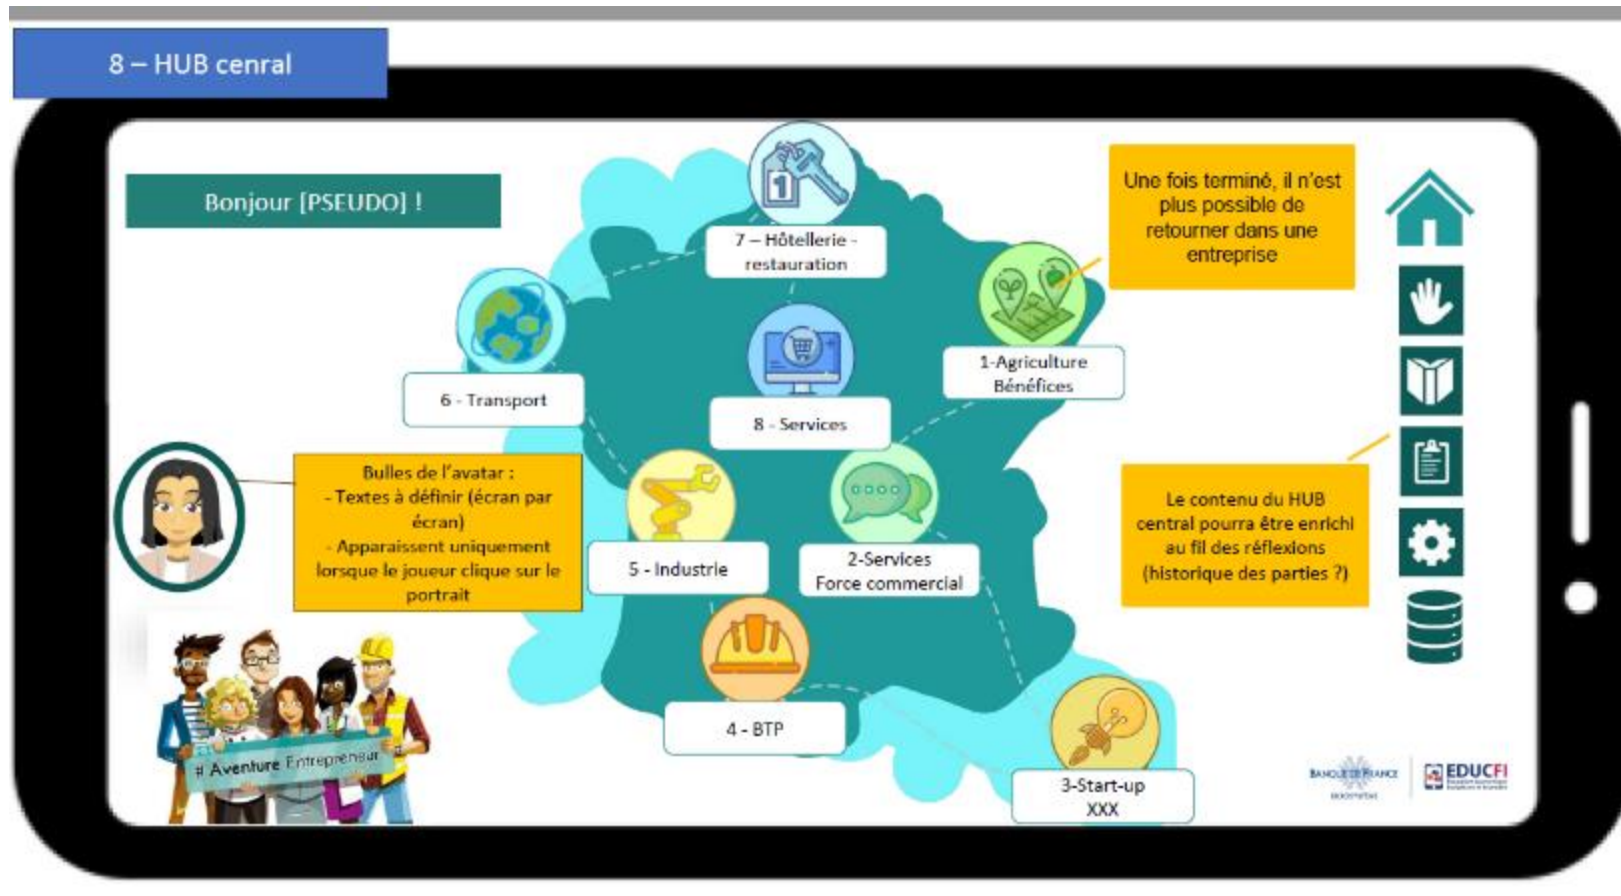 8 – HUB cenral
Bonjour [PSEUDO] !
1
7 – Hôtellerie -
restauration
Une fois terminé, il n'est
plus possible de
retourner dans une
entreprise
1-Agriculture
Bénéfices
6 - Transport
8 - Services
Bulles de l'avatar :
- Textes à définir (écran par
écran)
- Apparaissent uniquement
lorsque le joueur clique sur le
portrait
5 - Industrie
2-Services
Force commercial
Le contenu du HUB
central pourra être enrichi
au fil des réflexions
(historique des parties ?)
4 - BTP
3-Start-up
XXX
# Aventure Entrepreneur
BANQUE DE FRANCE
EDUCFI